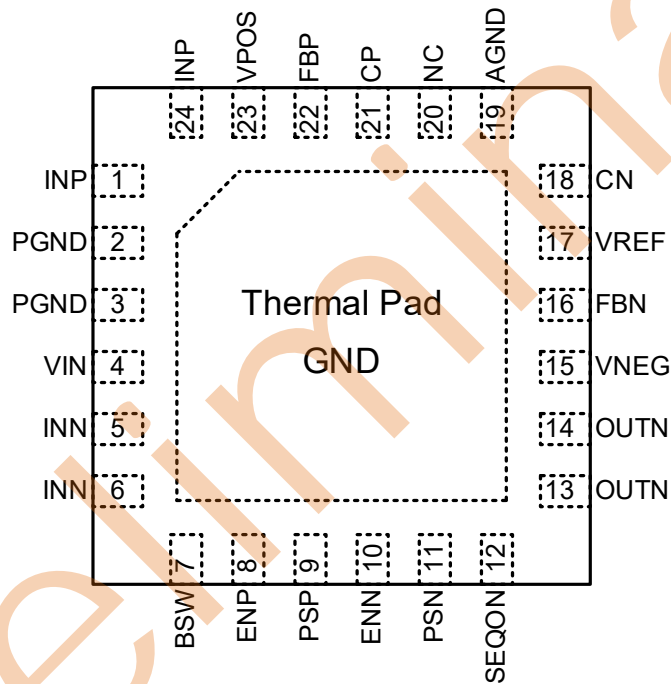 INP
VPOS
FBP
CP
NC
AGND
24
23
22
21
20
19
INP 1
PGND 2
PGND 3
VIN 4
INN 5
INN 6
18 CN
17 VREF
16 FBN
15 VNEG
14 OUTN
13 OUTN
Thermal Pad
GND
7
8
9
10
11
12
BSW
ENP
PSP
ENN
PSN
SEQON
elimina